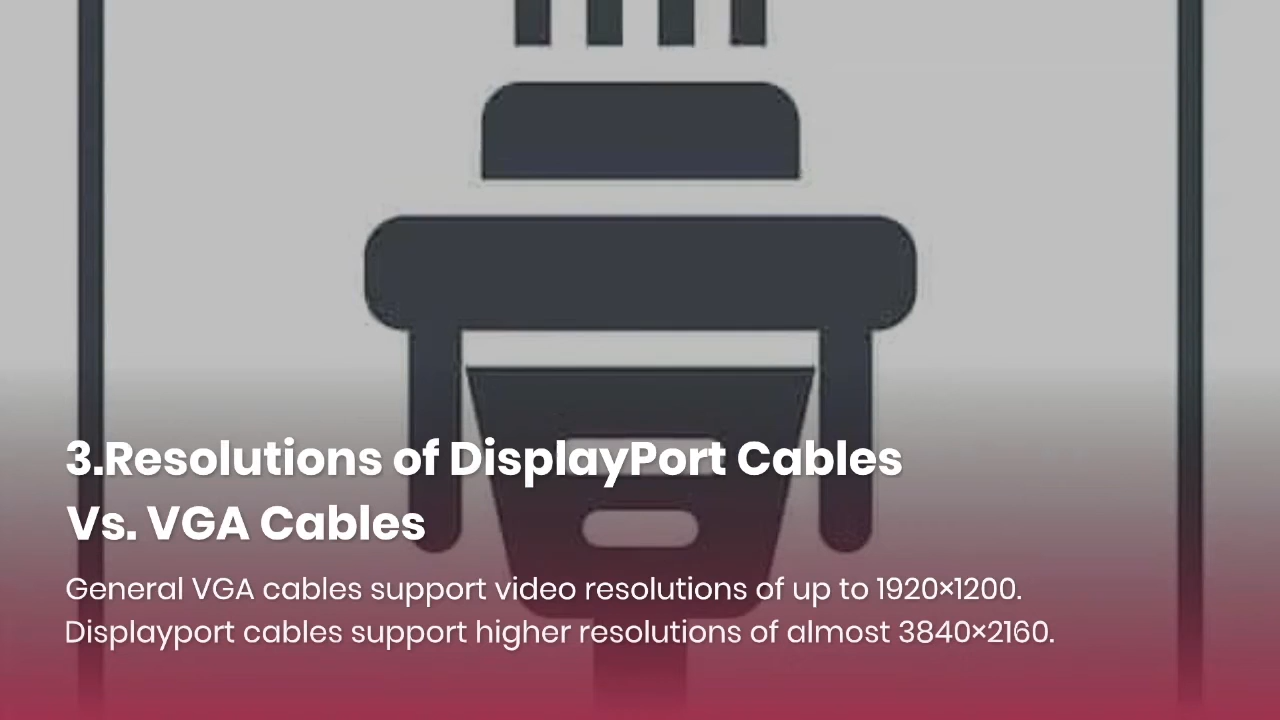 3.Resolutions of DisplayPort Cables
Vs. VGA Cables
General VGA cables support video resolutions of up to 1920×1200.
Displayport cables support higher resolutions of almost 3840×2160.